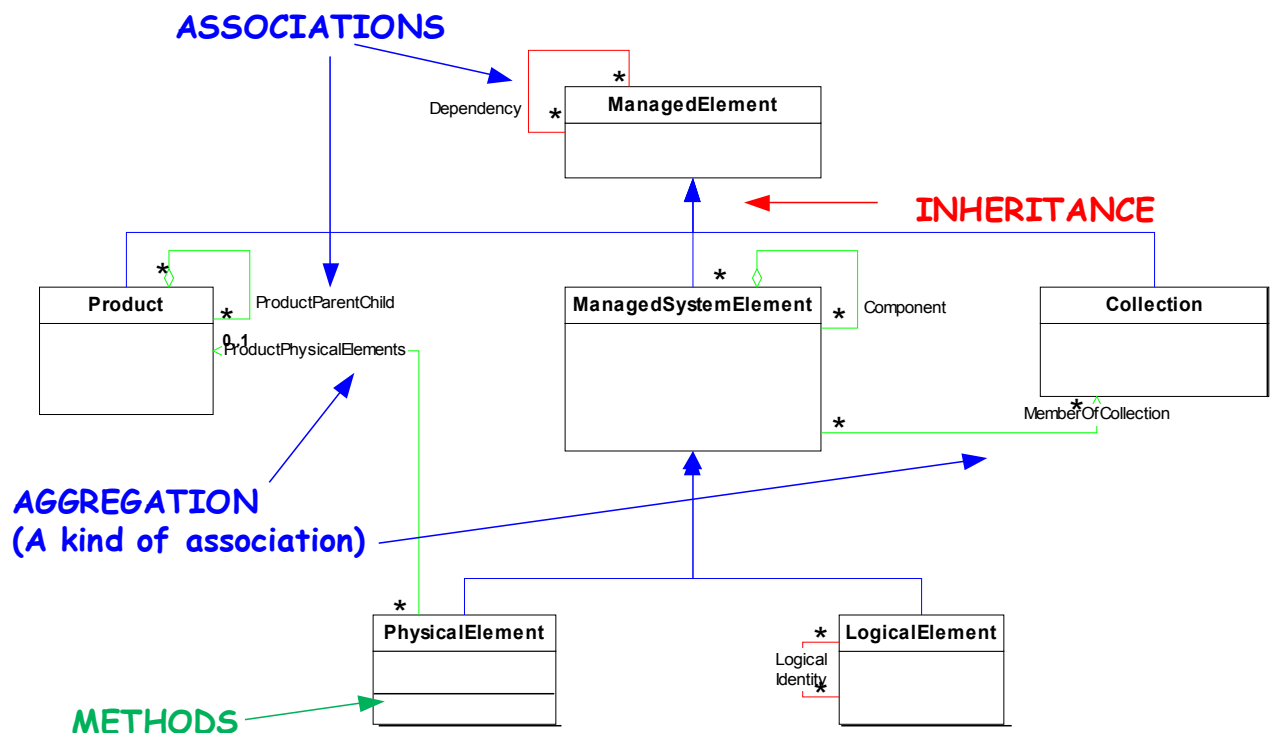 ASSOCIATIONS
*
ManagedElement
Dependency
*
INHERITANCE
*
*
Product
ProductParentChild
*
ManagedSystemElement
Component
*
Collection
*
0..1
ProductPhysicalElements
*
MemberOfCollection
*
AGGREGATION
(A kind of association)
*
PhysicalElement
*
LogicalElement
Logical
Identity
*
METHODS